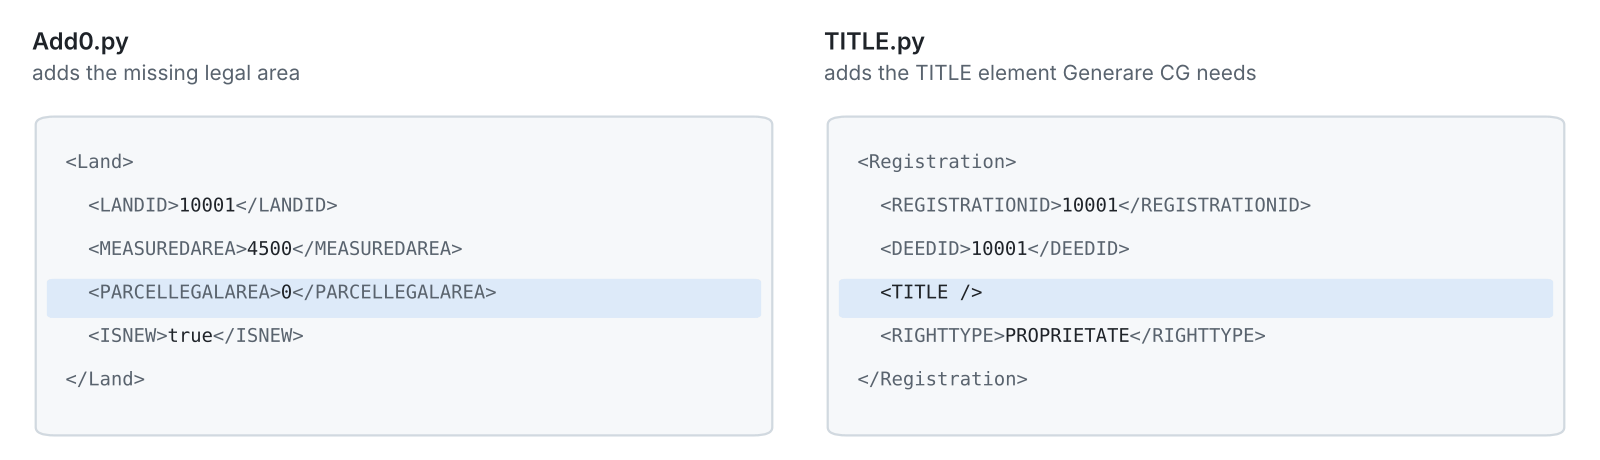 Add0.py
adds the missing legal area
<Land>
<LANDID>10001</LANDID>
<MEASUREDAREA>4500</MEASUREDAREA>
<PARCELLEGALAREA>0</PARCELLEGALAREA>
<ISNEW>true</ISNEW>
</Land>
TITLE.py
adds the TITLE element Generare CG needs
<Registration>
<REGISTRATIONID>10001</REGISTRATIONID>
<DEEDID>10001</DEEDID>
<TITLE />
<RIGHTTYPE>PROPRIETATE</RIGHTTYPE>
</Registration>